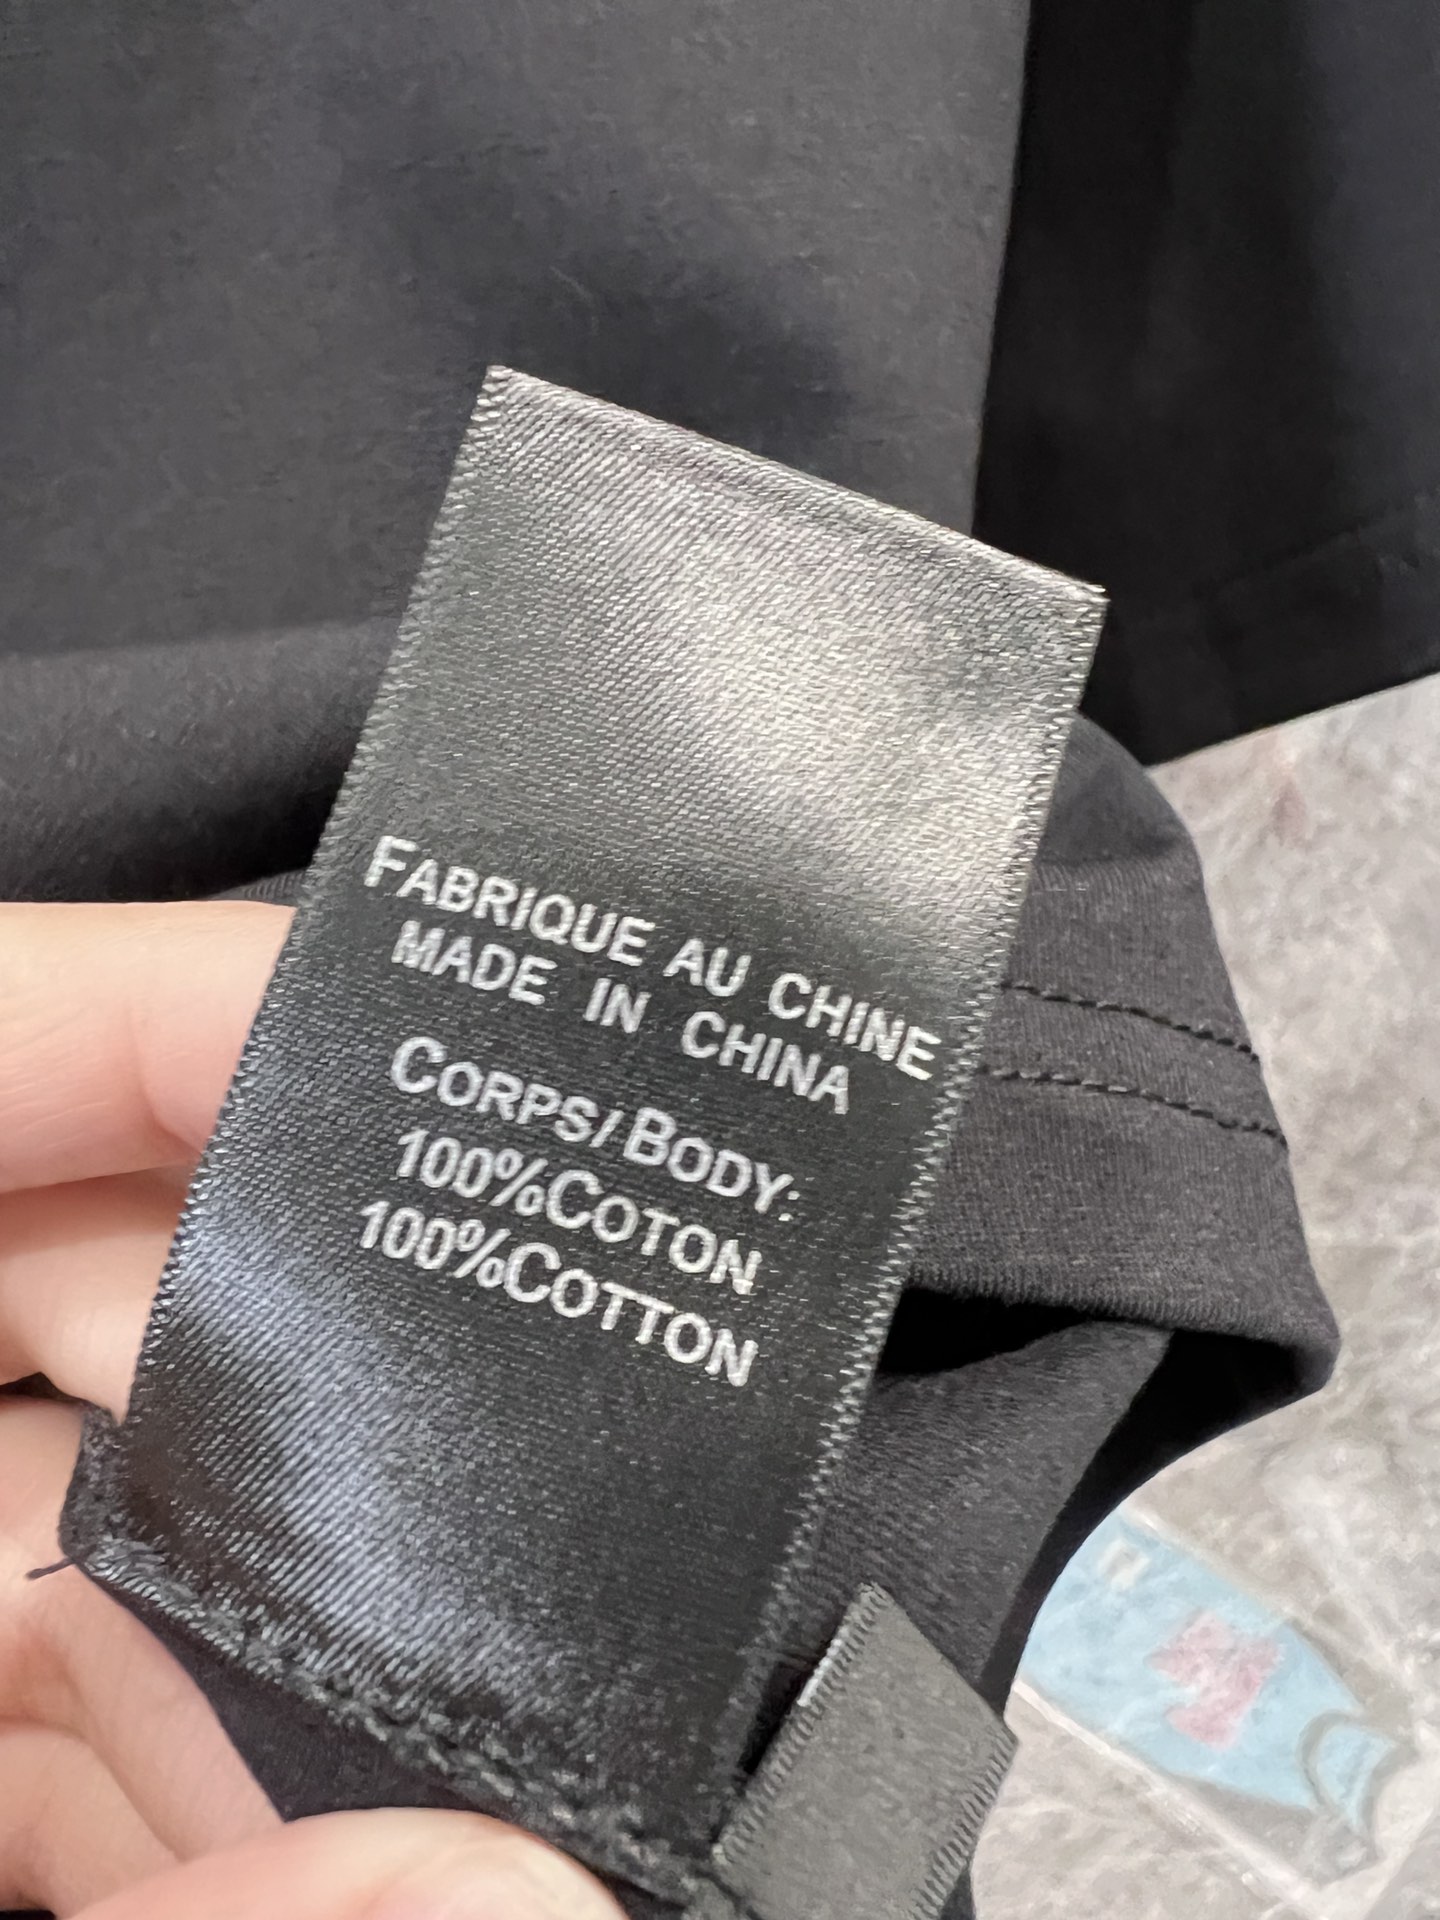 FABRIQUE AU CHINE
MADE IN CHINA
CORPS/BODY:
100%COTON
100%COTTON